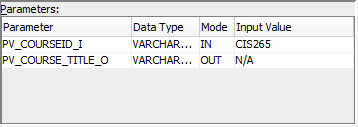 Parameters:
Parameter Data Type Mode Input Value
PV_COURSEID_I VARCHAR... IN CIS265
PV_COURSE_TITLE_O VARCHAR... OUT N/A